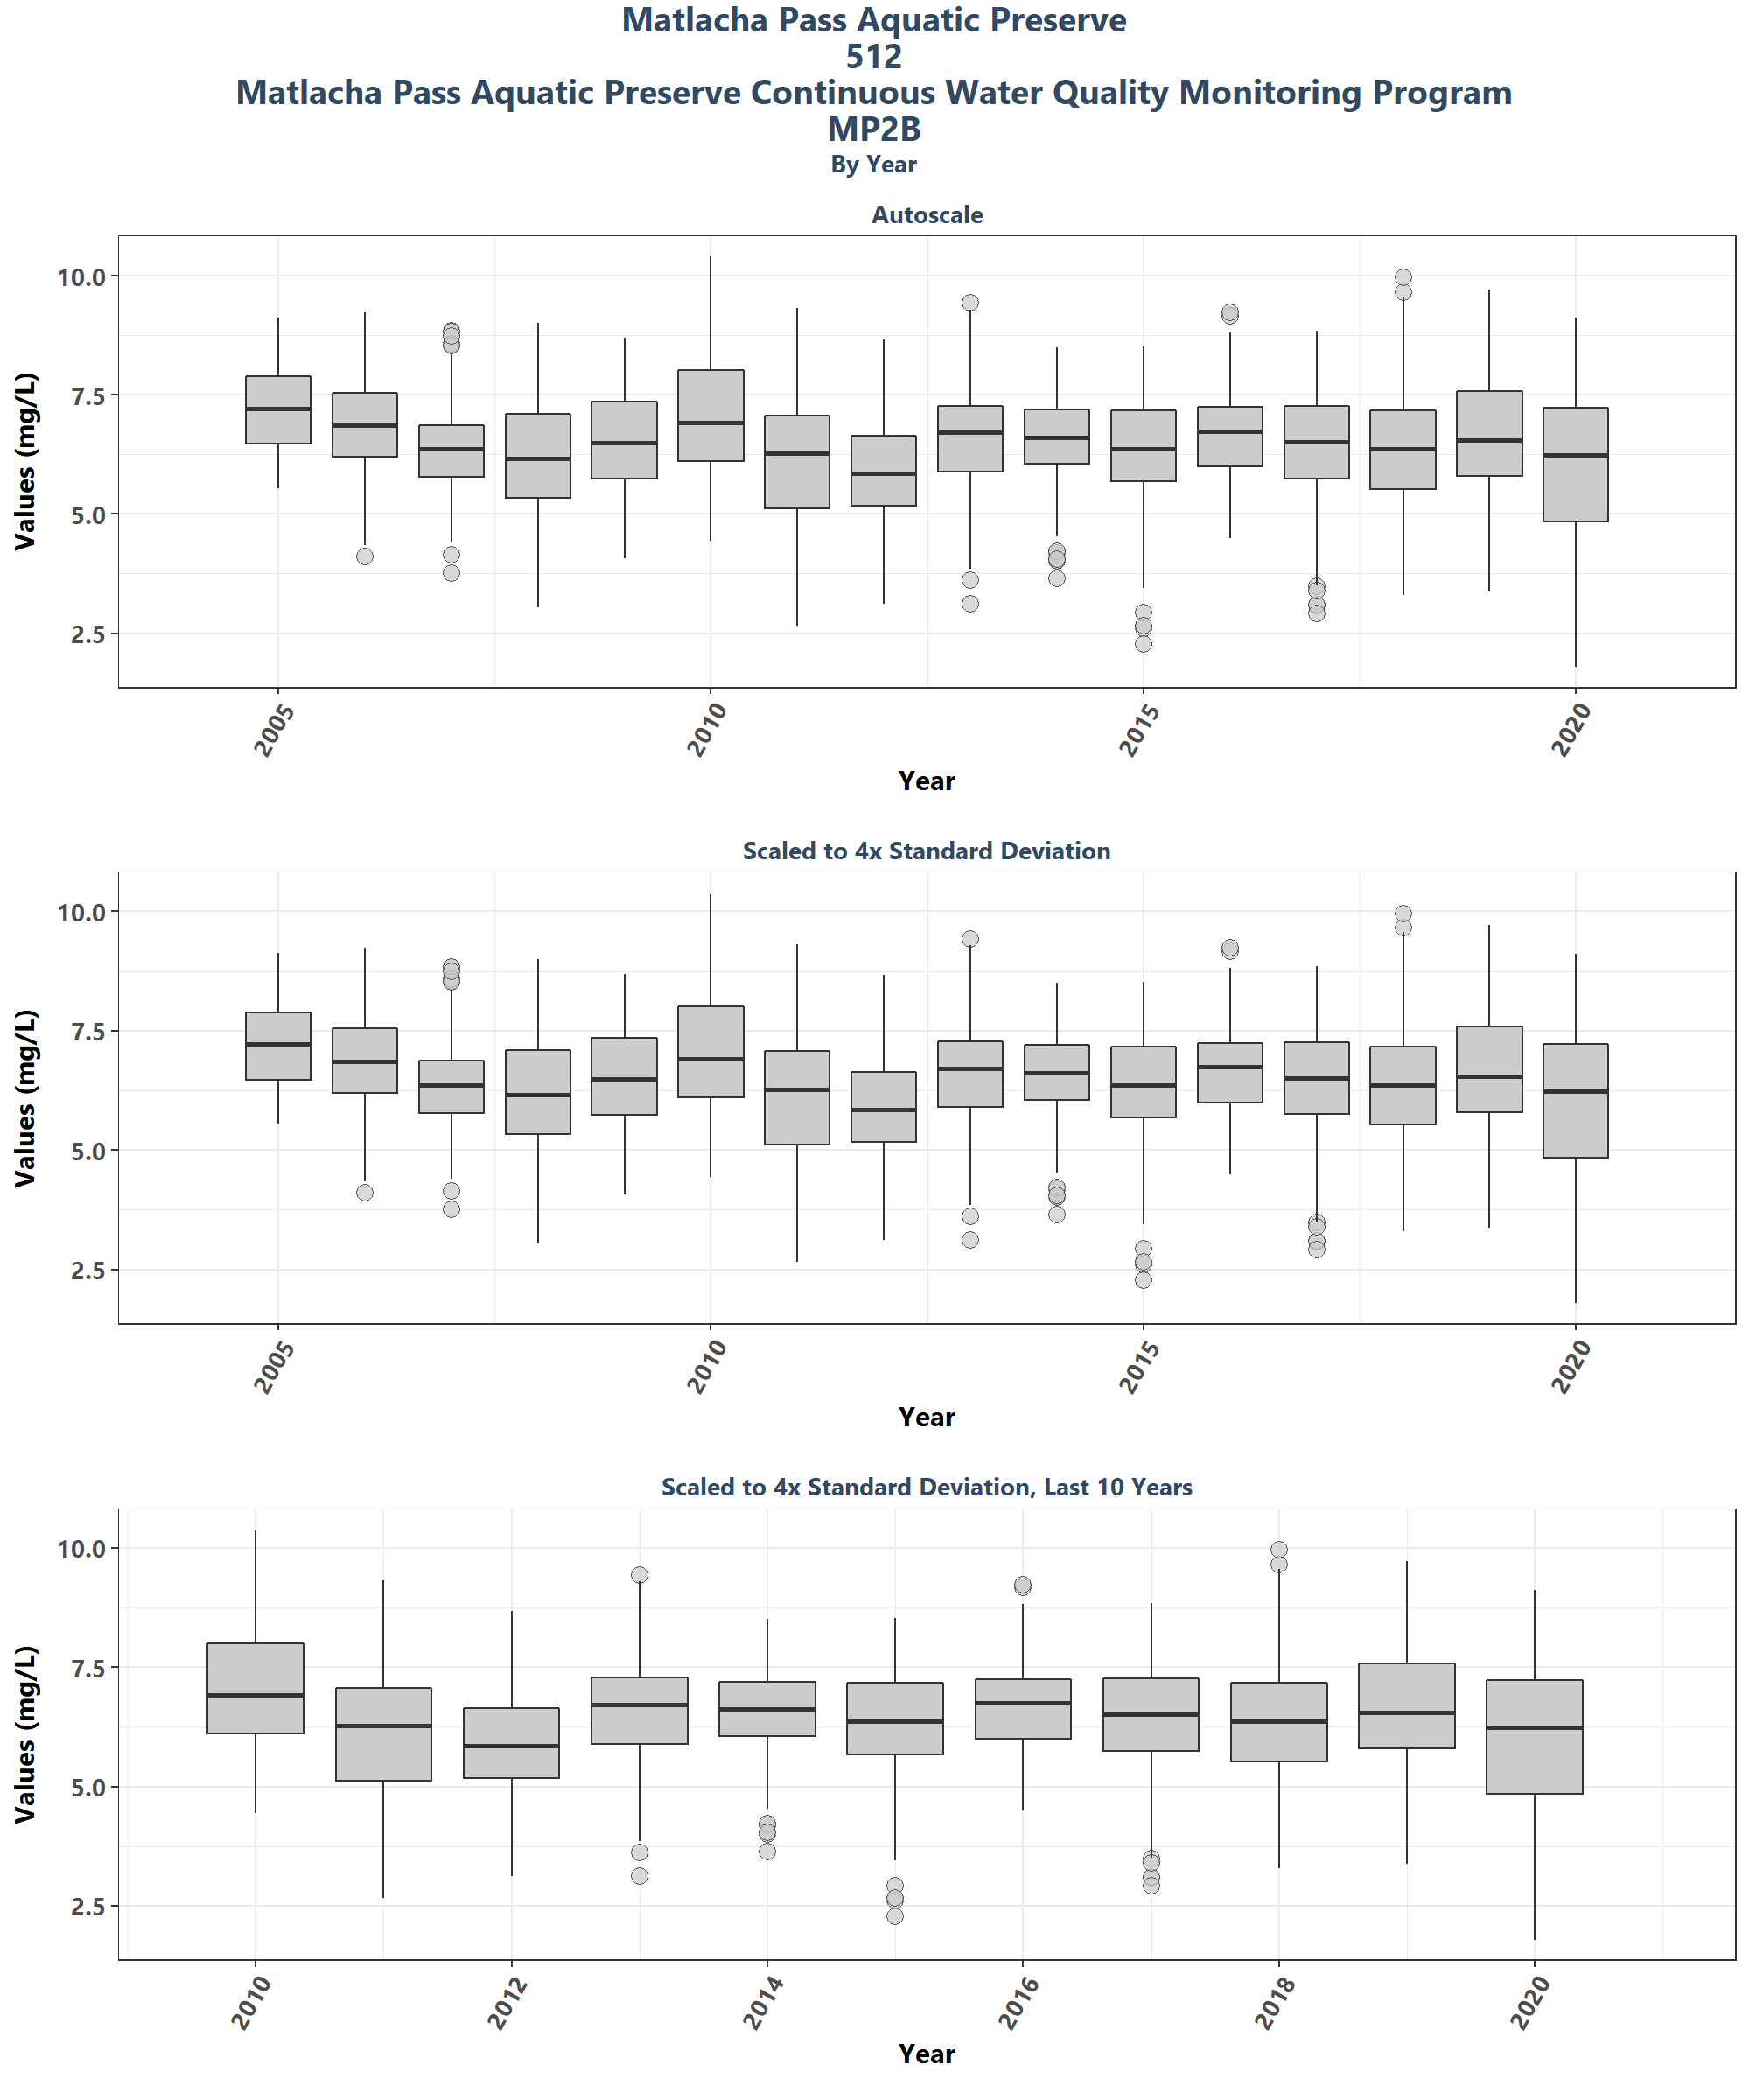 Matlacha Pass Aquatic Preserve
512
Matlacha Pass Aquatic Preserve Continuous Water Quality Monitoring Program
MP2B
By Year
Autoscale
Values (mg/L)
10.0
7.5
5.0
2.5
2005 2010 2015 2020
Year
Scaled to 4x Standard Deviation
Values (mg/L)
10.0
7.5
5.0
2.5
2005 2010 2015 2020
Year
Scaled to 4x Standard Deviation, Last 10 Years
Values (mg/L)
10.0
7.5
5.0
2.5
2010 2012 2014 2016 2018 2020
Year